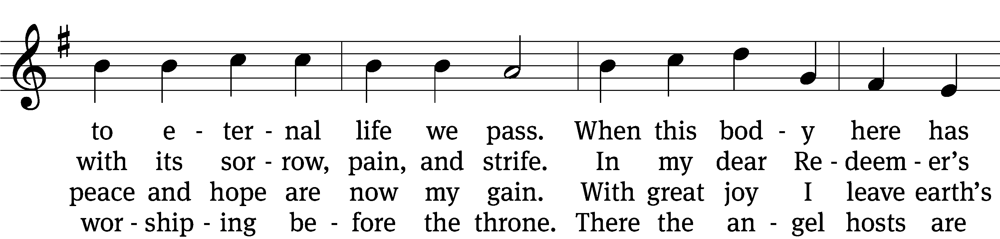 to e - ter - nal life we pass. When this bod - y here has
with its sor - row, pain, and strife. In my dear Re - deem - er’s
peace and hope are now my gain. With great joy I leave earth’s
wor - ship - ing be - fore the throne. There the an - gel hosts are